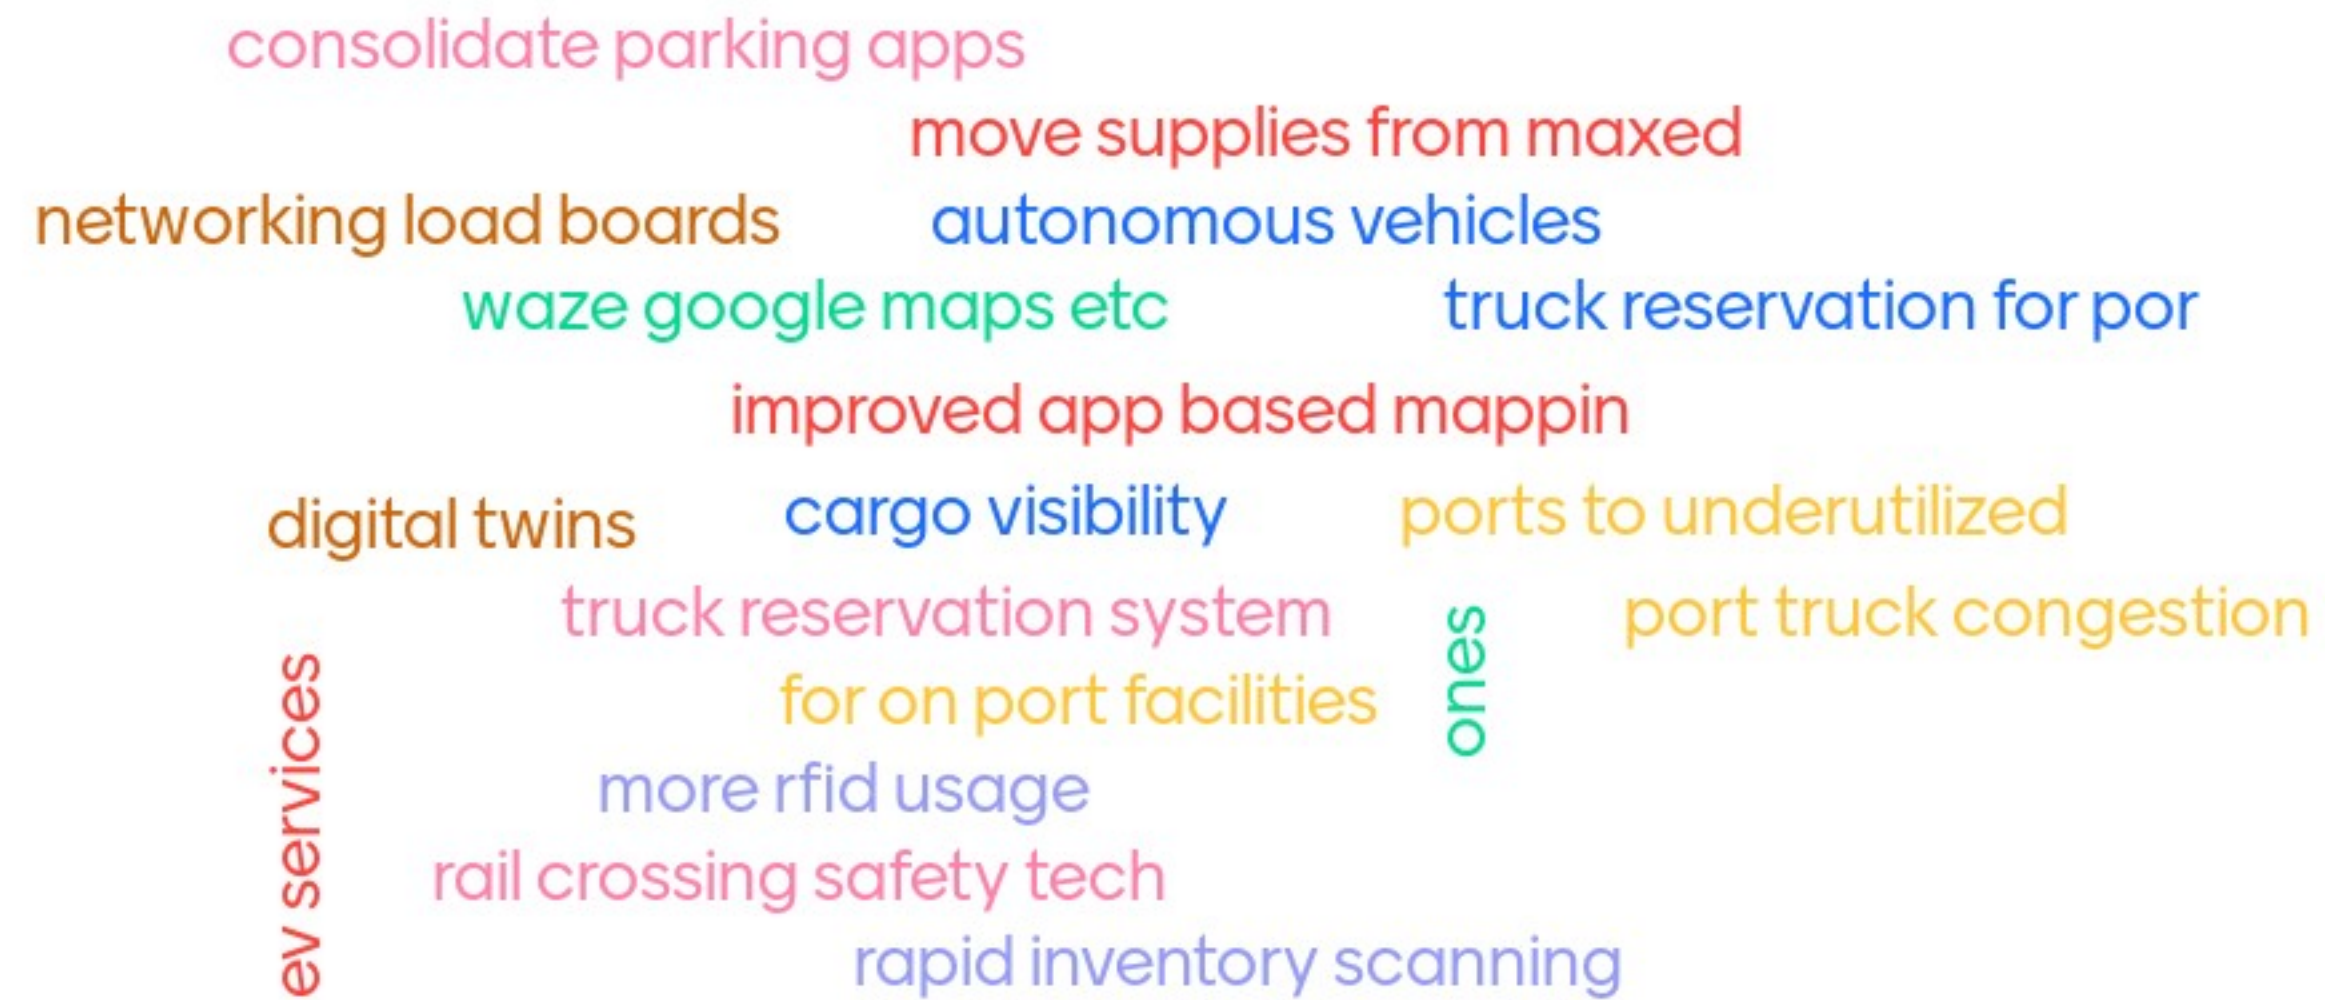 consolidate parking apps
move supplies from maxed
networking load boards
autonomous vehicles
waze google maps etc
truck reservation for por
improved app based mappin
digital twins
cargo visibility
ports to underutilized
truck reservation system
ones
port truck congestion
ev services
for on port facilities
more rfid usage
rail crossing safety tech
rapid inventory scanning